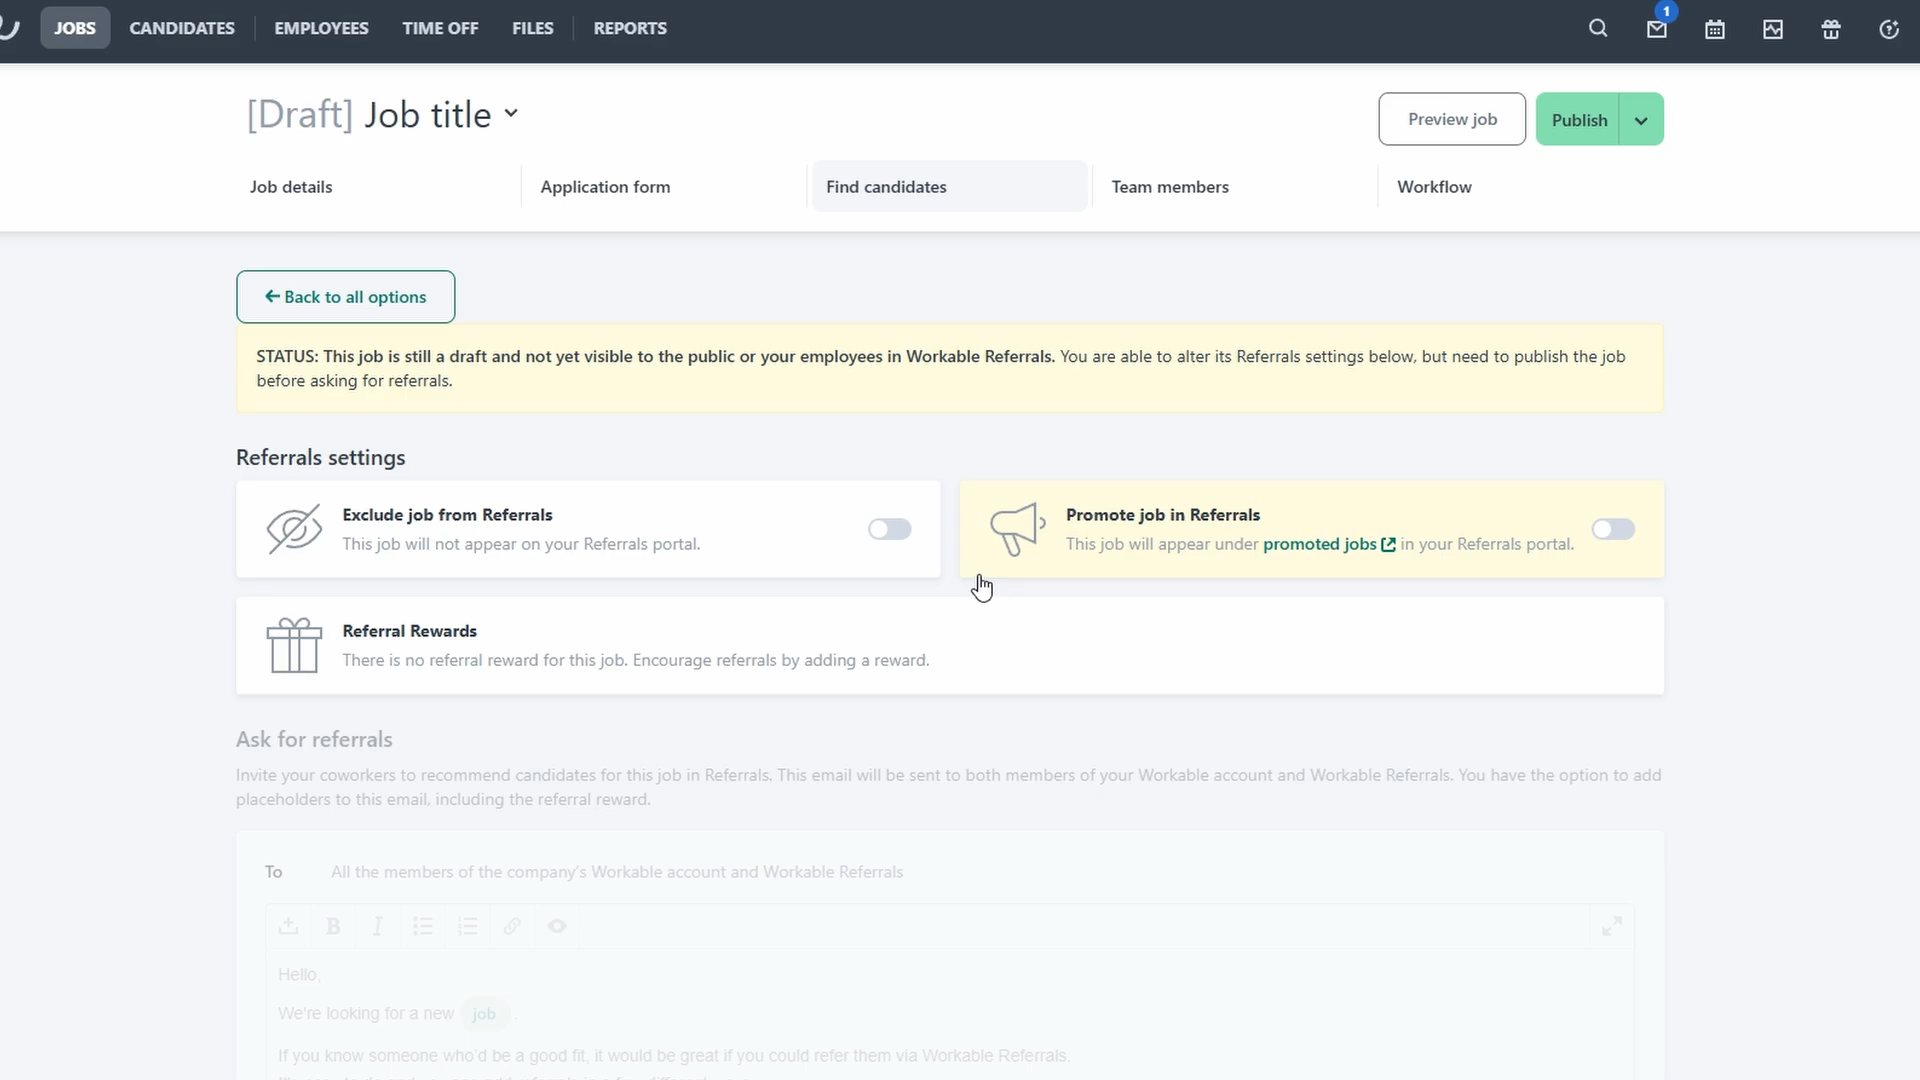 JOBS CANDIDATES EMPLOYEES TIME OFF FILES REPORTS 1
[Draft] Job title
Preview job Publish
Job details Application form Find candidates Team members Workflow
Back to all options
STATUS: This job is still a draft and not yet visible to the public or your employees in Workable Referrals. You are able to alter its Referrals settings below, but need to publish the job
before asking for referrals.
Referrals settings
Exclude job from Referrals
This job will not appear on your Referrals portal.
Promote job in Referrals
This job will appear under promoted jobs in your Referrals portal.
Referral Rewards
There is no referral reward for this job. Encourage referrals by adding a reward.
Ask for referrals
Invite your coworkers to recommend candidates for this job in Referrals. This email will be sent to both members of your Workable account and Workable Referrals. You have the option to add
placeholders to this email, including the referral reward.
To All the members of the company's Workable account and Workable Referrals
B I
Hello,
We're looking for a new job .
If you know someone who'd be a good fit, it would be great if you could refer them via Workable Referrals.